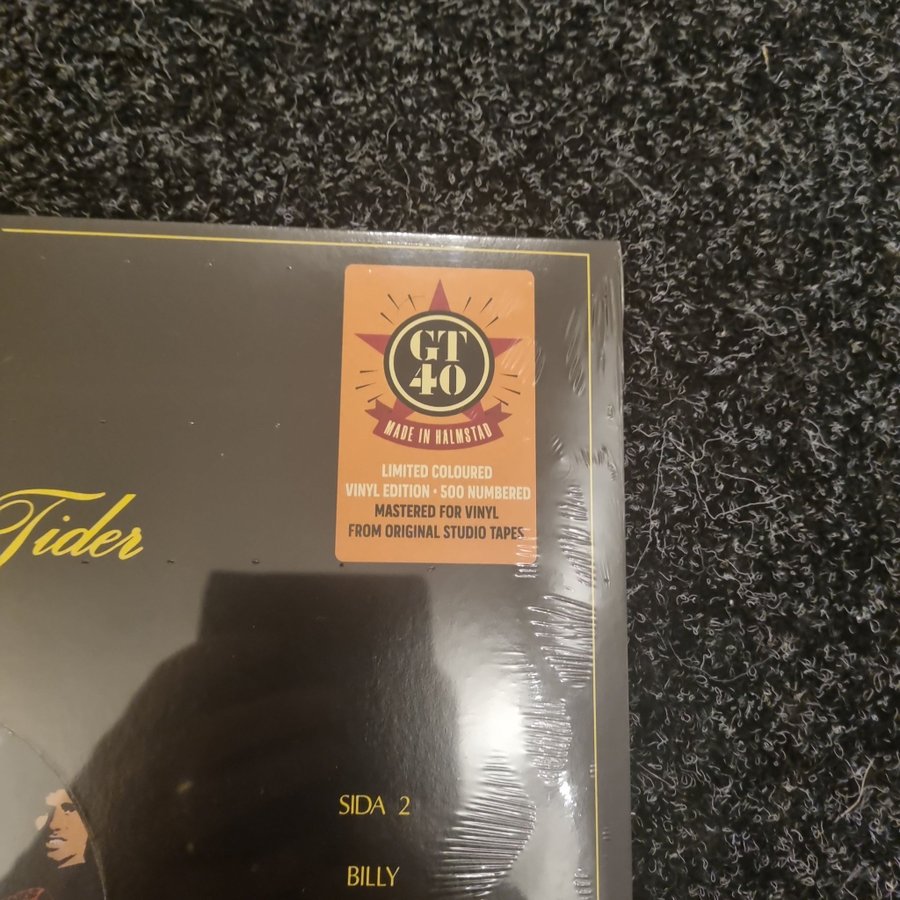 GT
40
MADE IN HALMSTAD
LIMITED COLOURED
VINYL EDITION • 500 NUMBERED
MASTERED FOR VINYL
FROM ORIGINAL STUDIO TAPES
Tider
SIDA 2
BILLY